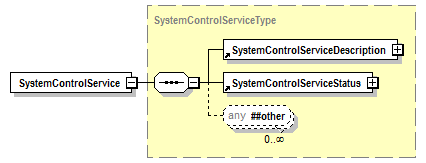 SystemControlServiceType
SystemControlServiceDescription
SystemControlService
SystemControlServiceStatus
any ##other
0..∞